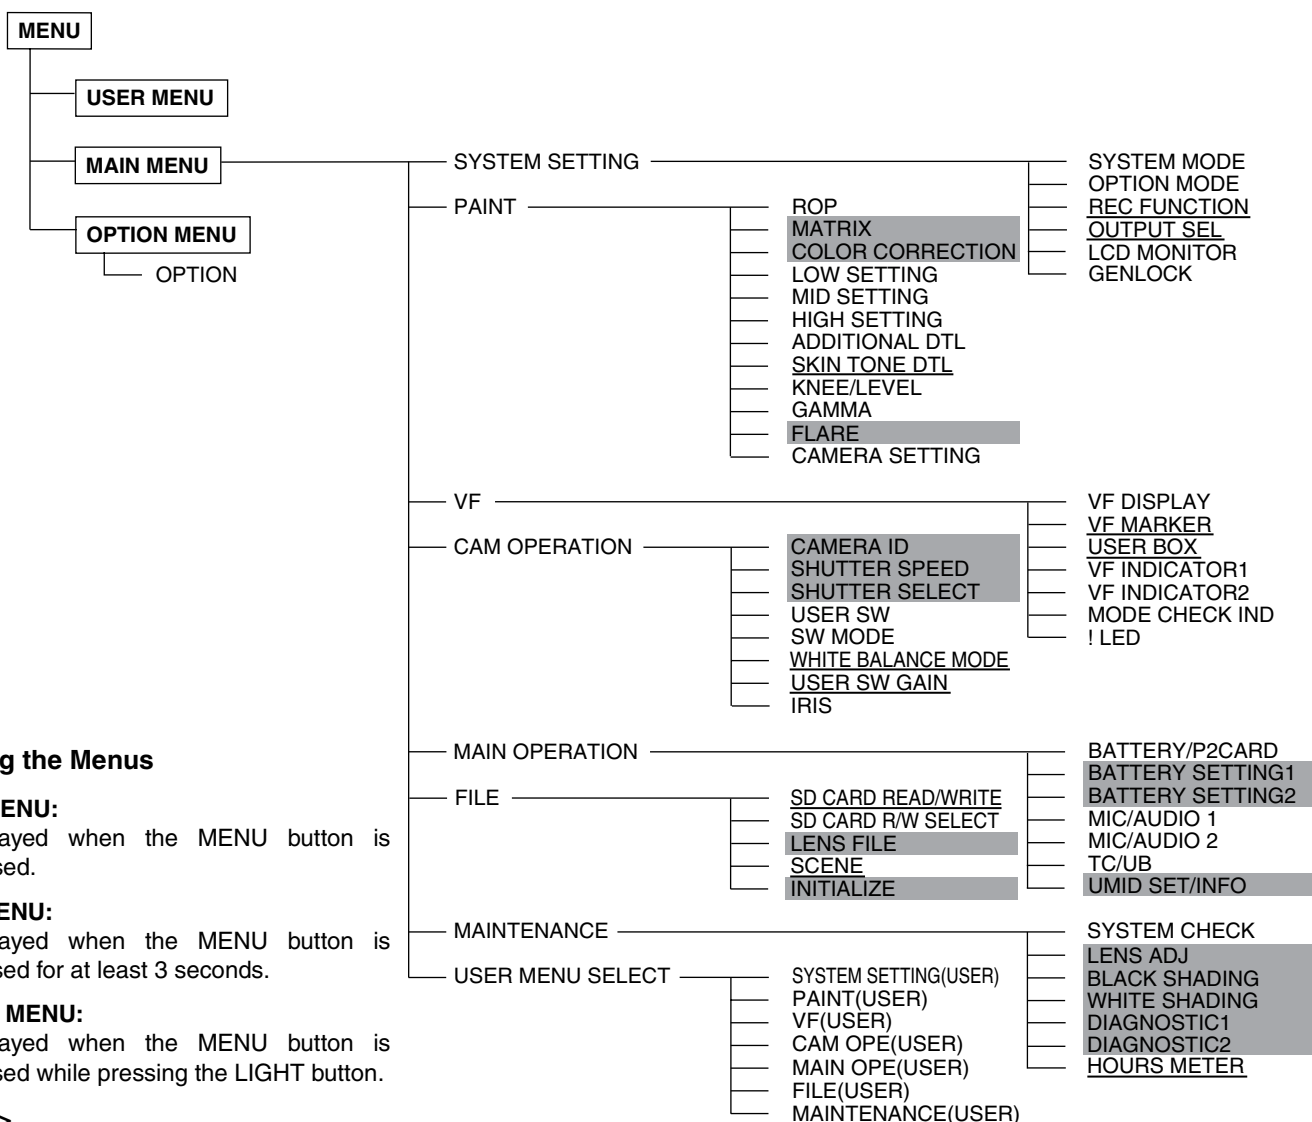 MENU
USER MENU
MAIN MENU
OPTION MENU
OPTION
SYSTEM SETTING
SYSTEM MODE
OPTION MODE
REC FUNCTION
OUTPUT SEL
LCD MONITOR
GENLOCK
PAINT
ROP
MATRIX
COLOR CORRECTION
LOW SETTING
MID SETTING
HIGH SETTING
ADDITIONAL DTL
SKIN TONE DTL
KNEE/LEVEL
GAMMA
FLARE
CAMERA SETTING
VF
VF DISPLAY
VF MARKER
USER BOX
VF INDICATOR1
VF INDICATOR2
MODE CHECK IND
! LED
CAM OPERATION
CAMERA ID
SHUTTER SPEED
SHUTTER SELECT
USER SW
SW MODE
WHITE BALANCE MODE
USER SW GAIN
IRIS
MAIN OPERATION
BATTERY/P2CARD
BATTERY SETTING1
BATTERY SETTING2
MIC/AUDIO 1
MIC/AUDIO 2
TC/UB
UMID SET/INFO
FILE
SD CARD READ/WRITE
SD CARD R/W SELECT
LENS FILE
SCENE
INITIALIZE
MAINTENANCE
SYSTEM CHECK
LENS ADJ
BLACK SHADING
WHITE SHADING
DIAGNOSTIC1
DIAGNOSTIC2
HOURS METER
USER MENU SELECT
SYSTEM SETTING(USER)
PAINT(USER)
VF(USER)
CAM OPE(USER)
MAIN OPE(USER)
FILE(USER)
MAINTENANCE(USER)
g the Menus
ENU:
ayed when the MENU button is
sed.
ENU:
ayed when the MENU button is
sed for at least 3 seconds.
MENU:
ayed when the MENU button is
sed while pressing the LIGHT button.
>